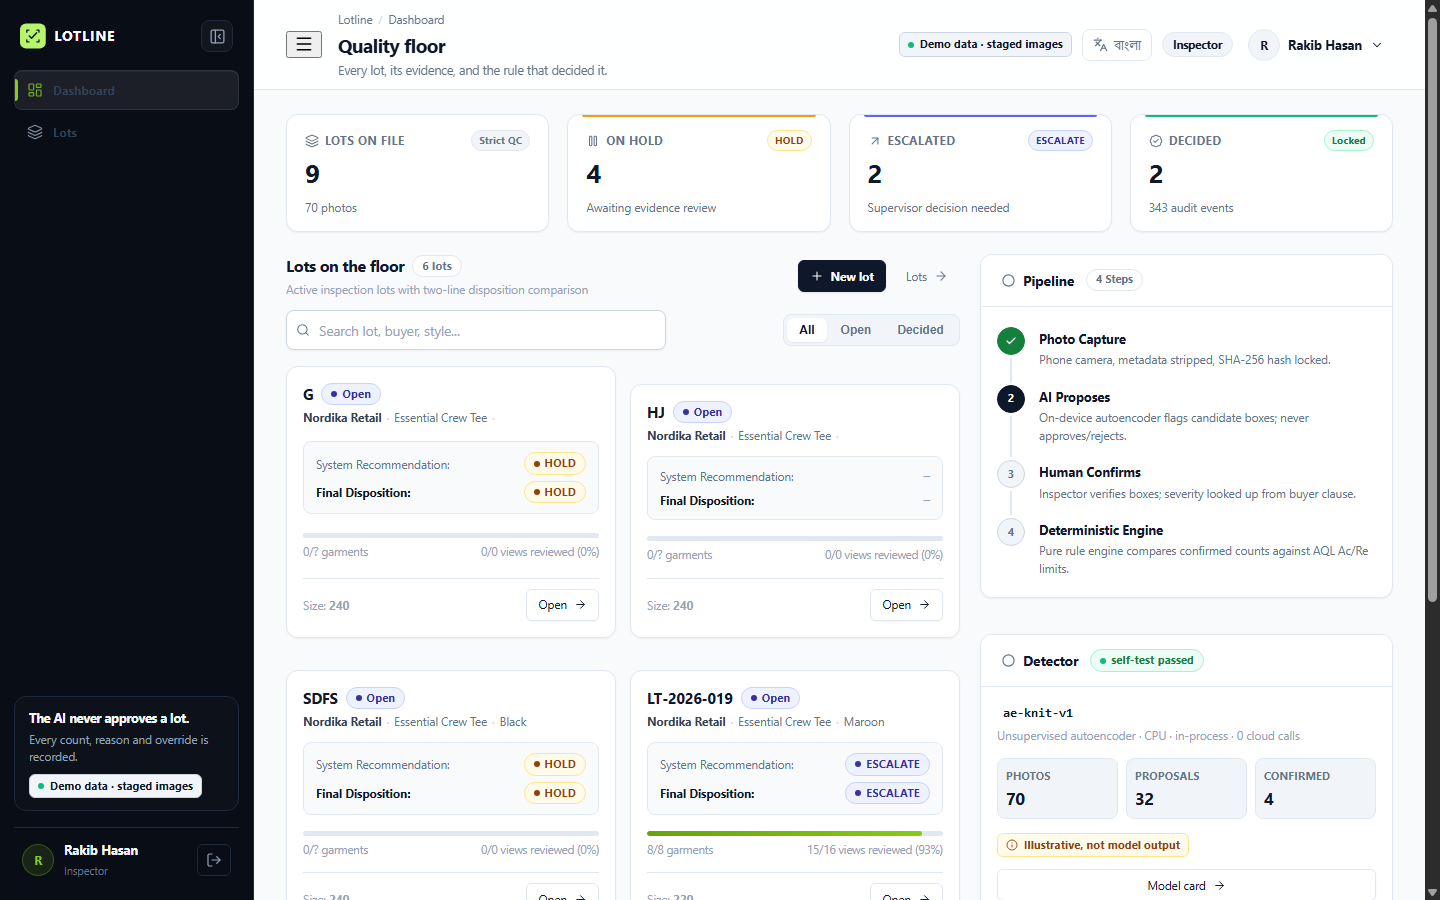 LOTLINE
Dashboard
Lots
The AI never approves a lot.
Every count, reason and override is
recorded.
Demo data · staged images
R
Rakib Hasan
Inspector
Lotline / Dashboard
Quality floor
Every lot, its evidence, and the rule that decided it.
Demo data · staged images
বাংলা
Inspector
R
Rakib Hasan
LOTS ON FILE
Strict QC
9
70 photos
ON HOLD
HOLD
4
Awaiting evidence review
ESCALATED
ESCALATE
2
Supervisor decision needed
DECIDED
Locked
2
343 audit events
Lots on the floor
6 lots
Active inspection lots with two-line disposition comparison
New lot
Lots
Search lot, buyer, style...
All
Open
Decided
G
Open
Nordika Retail · Essential Crew Tee ·
System Recommendation:
HOLD
Final Disposition:
HOLD
0/? garments
0/0 views reviewed (0%)
Size: 240
Open
HJ
Open
Nordika Retail · Essential Crew Tee ·
System Recommendation:
–
Final Disposition:
–
0/? garments
0/0 views reviewed (0%)
Size: 240
Open
SDFS
Open
Nordika Retail · Essential Crew Tee · Black
System Recommendation:
HOLD
Final Disposition:
HOLD
0/? garments
0/0 views reviewed (0%)
Size: 240
Open
LT-2026-019
Open
Nordika Retail · Essential Crew Tee · Maroon
System Recommendation:
ESCALATE
Final Disposition:
ESCALATE
8/8 garments
15/16 views reviewed (93%)
Size: 220
Open
Pipeline
4 Steps
Photo Capture
Phone camera, metadata stripped, SHA-256 hash locked.
2
AI Proposes
On-device autoencoder flags candidate boxes; never
approves/rejects.
3
Human Confirms
Inspector verifies boxes; severity looked up from buyer clause.
4
Deterministic Engine
Pure rule engine compares confirmed counts against AQL Ac/Re
limits.
Detector
self-test passed
ae-knit-v1
Unsupervised autoencoder · CPU · in-process · 0 cloud calls
PHOTOS
70
PROPOSALS
32
CONFIRMED
4
Illustrative, not model output
Model card